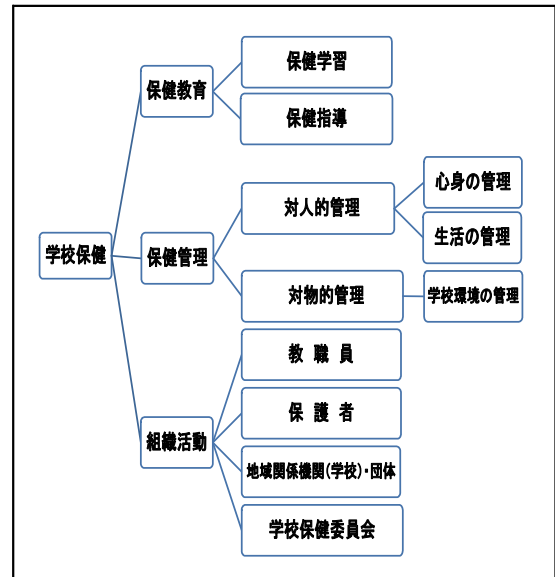 保健学習
保健教育
保健指導
心身の管理
対人的管理
生活の管理
学校保健
保健管理
対物的管理
学校環境の管理
教職員
保護者
組織活動
地域関係機関(学校)・団体
学校保健委員会